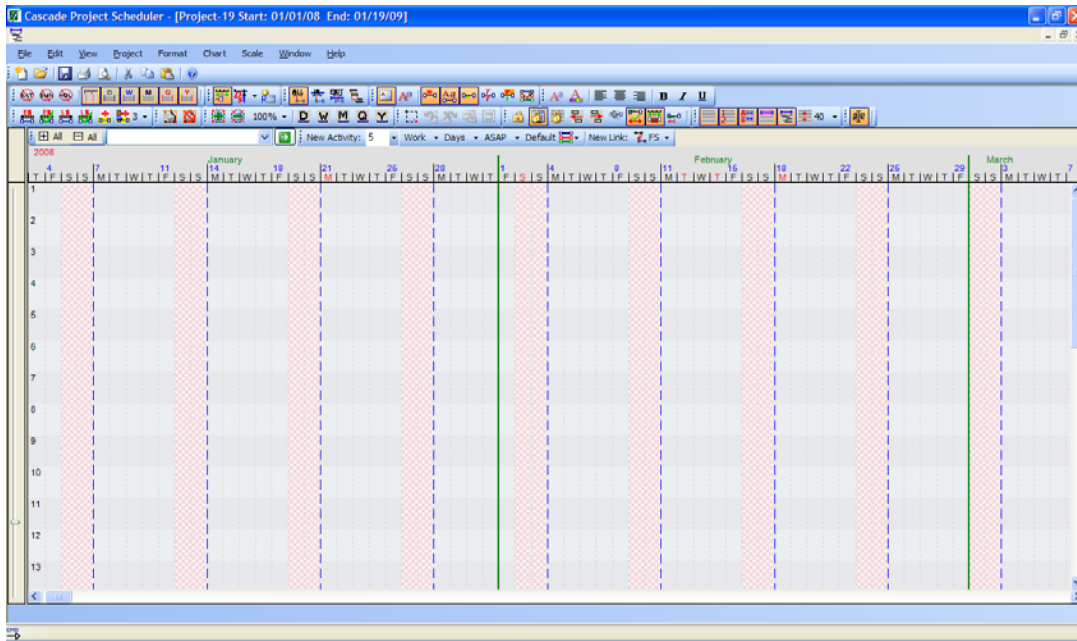 Cascade Project Scheduler - [Project-19 Start: 01/01/08 End: 01/19/09]
File Edit View Project Format Chart Scale Window Help
D W M Q Y
B I U
3 100% D W M Q Y 40
All All New Activity: 5 Work Days ASAP Default New Link: FS
2008 January February March
4 7 11 14 18 21 25 28 1 4 8 11 15 18 22 25 29 3 7
T F S S M T W T F S S M T W T F S S M T W T F S S M T W T F S S M T W T F S S M T W T F S S M T W T F S S M T W T F S S M T W T
1
2
3
4
5
6
7
8
9
10
11
12
13